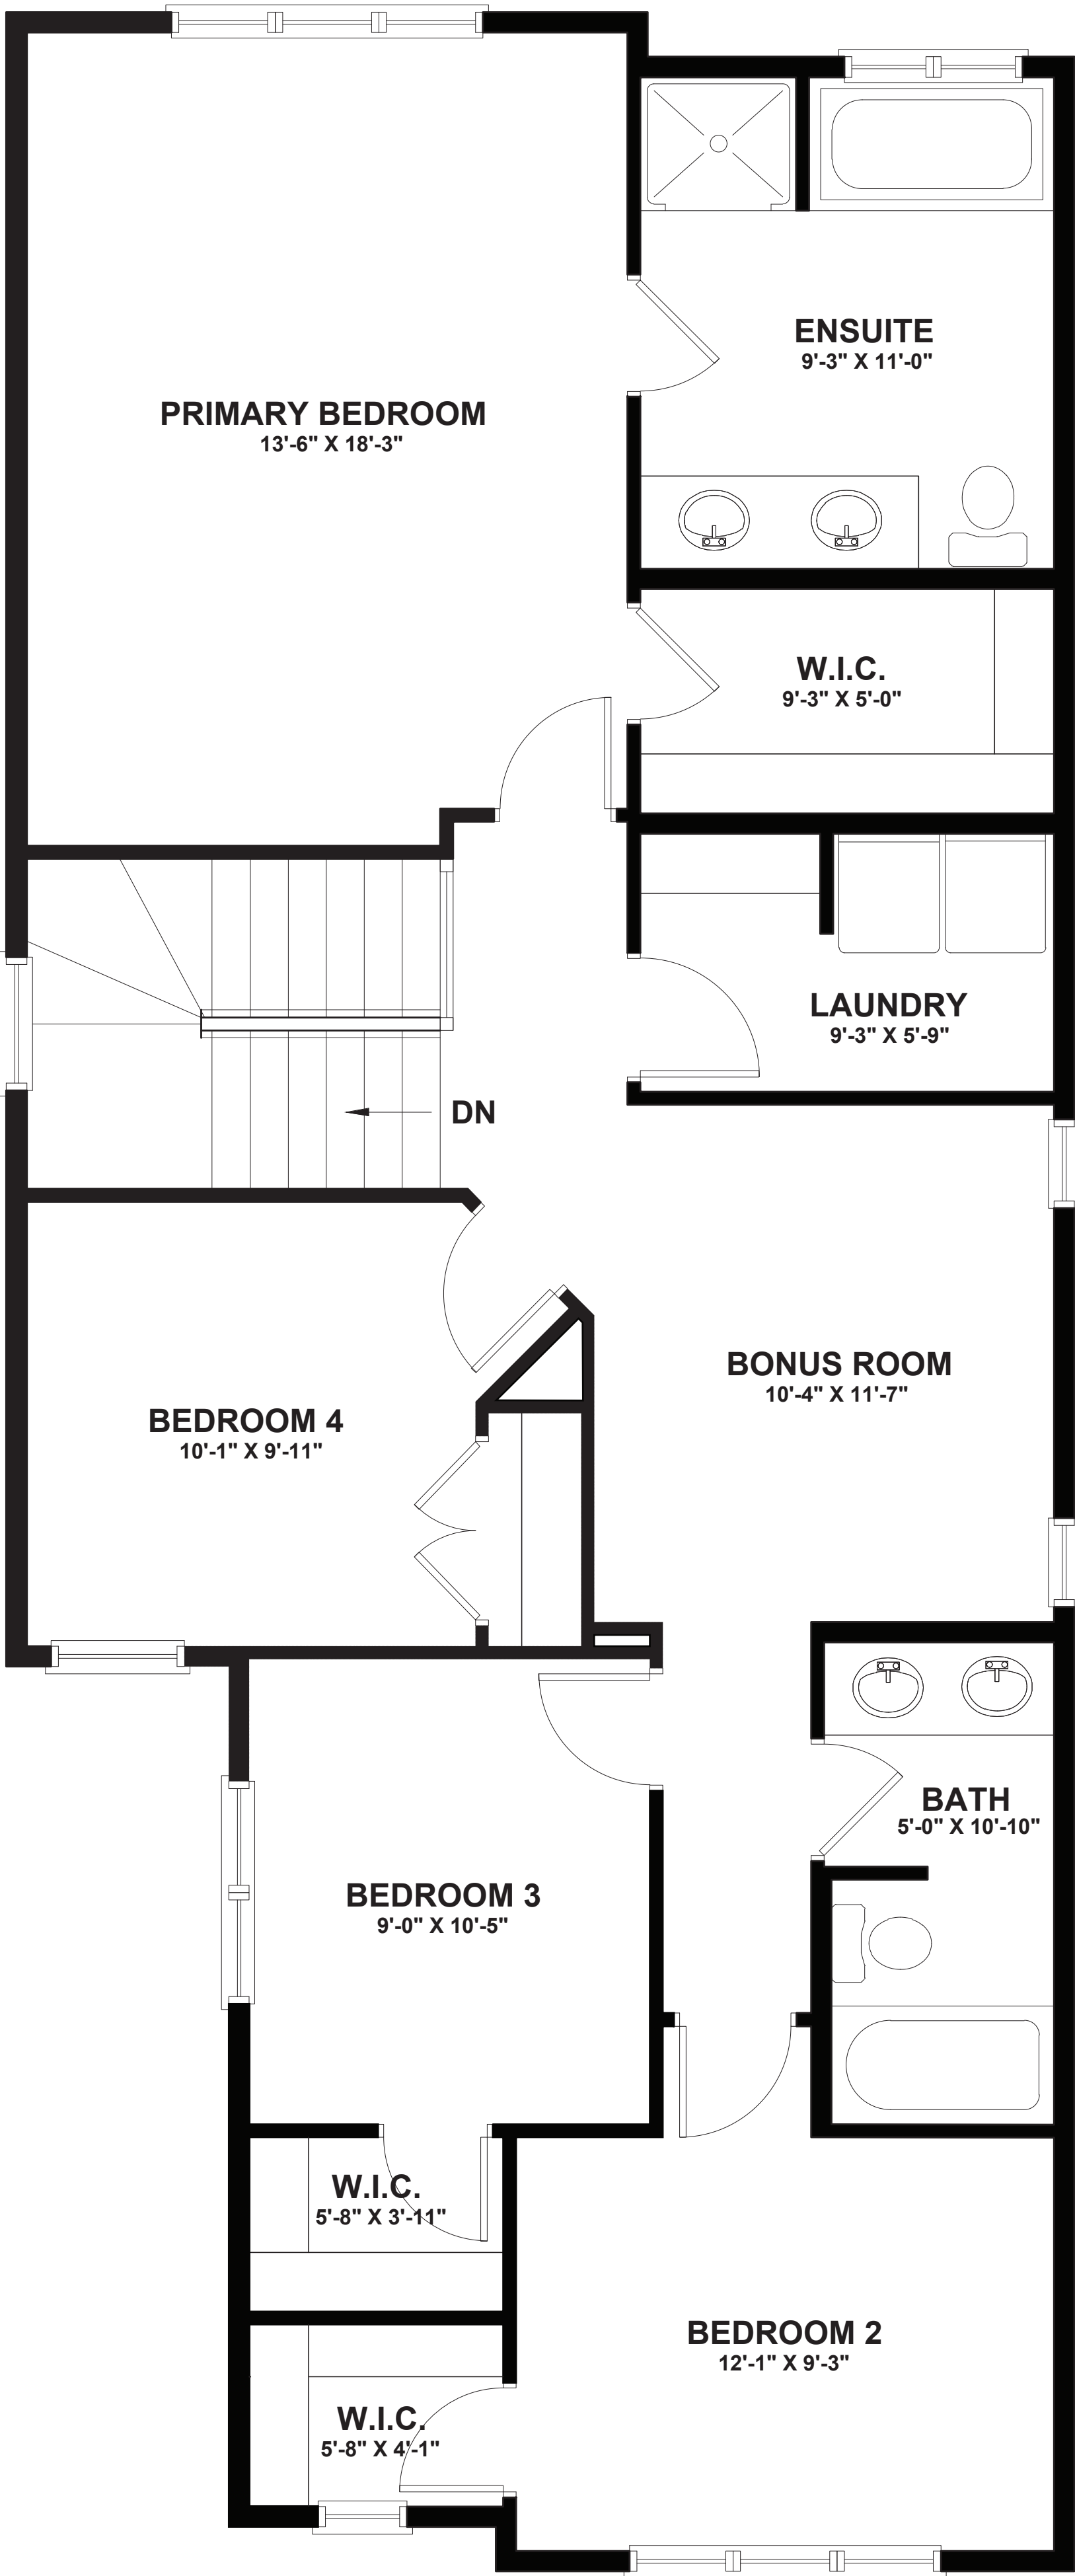 ENSUITE
9'-3" X 11'-0"
PRIMARY BEDROOM
13'-6" X 18'-3"
W.I.C.
9'-3" X 5'-0"
LAUNDRY
9'-3" X 5'-9"
DN
BONUS ROOM
10'-4" X 11'-7"
BEDROOM 4
10'-1" X 9'-11"
BATH
5'-0" X 10'-10"
BEDROOM 3
9'-0" X 10'-5"
W.I.C.
5'-8" X 3'-11"
BEDROOM 2
12'-1" X 9'-3"
W.I.C.
5'-8" X 4'-1"